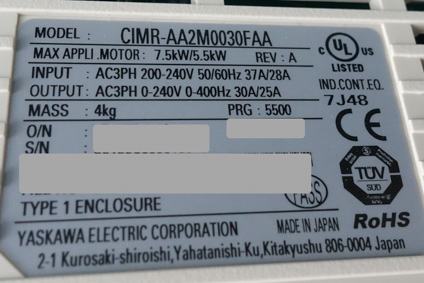 MODEL : CIMR-AA2M0030FAA
MAX APPLI. MOTOR : 7.5kW/5.5kW REV : A
INPUT : AC3PH 200-240V 50/60Hz 37A/28A
OUTPUT : AC3PH 0-240V 0-400Hz 30A/25A
MASS : 4kg PRG : 5500
O/N :
S/N :
TYPE 1 ENCLOSURE
PASS
YASKAWA ELECTRIC CORPORATION MADE IN JAPAN
2-1 Kurosaki-shiroishi,Yahatanishi-Ku,Kitakyushu 806-0004 Japan
c UL US
LISTED
IND.CONT.EQ.
7J48
CE
TÜV
SÜD
RoHS